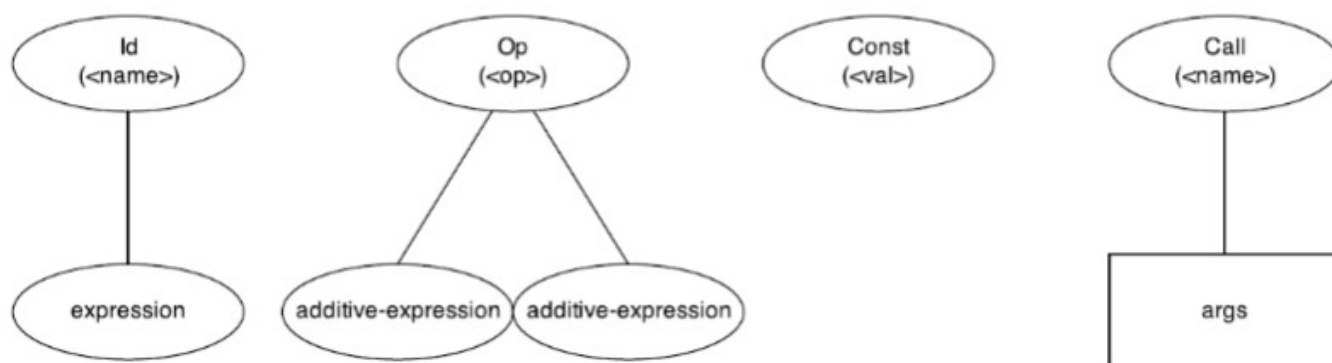 Id
(<name>)
Op
(<op>)
Const
(<val>)
Call
(<name>)
expression
additive-expression
additive-expression
args